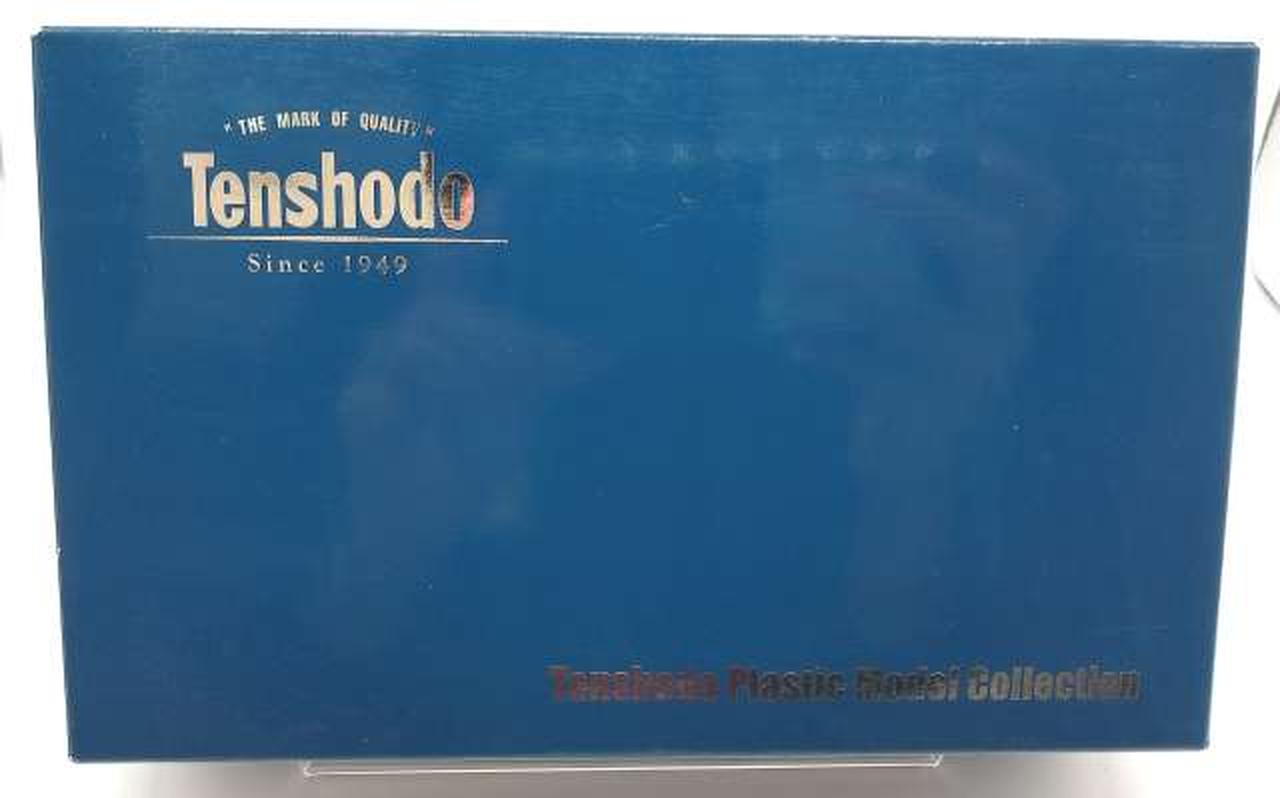 "THE MARK OF QUALITY"
Tenshodo
Since 1949
Tenshodo Plastic Model Collection